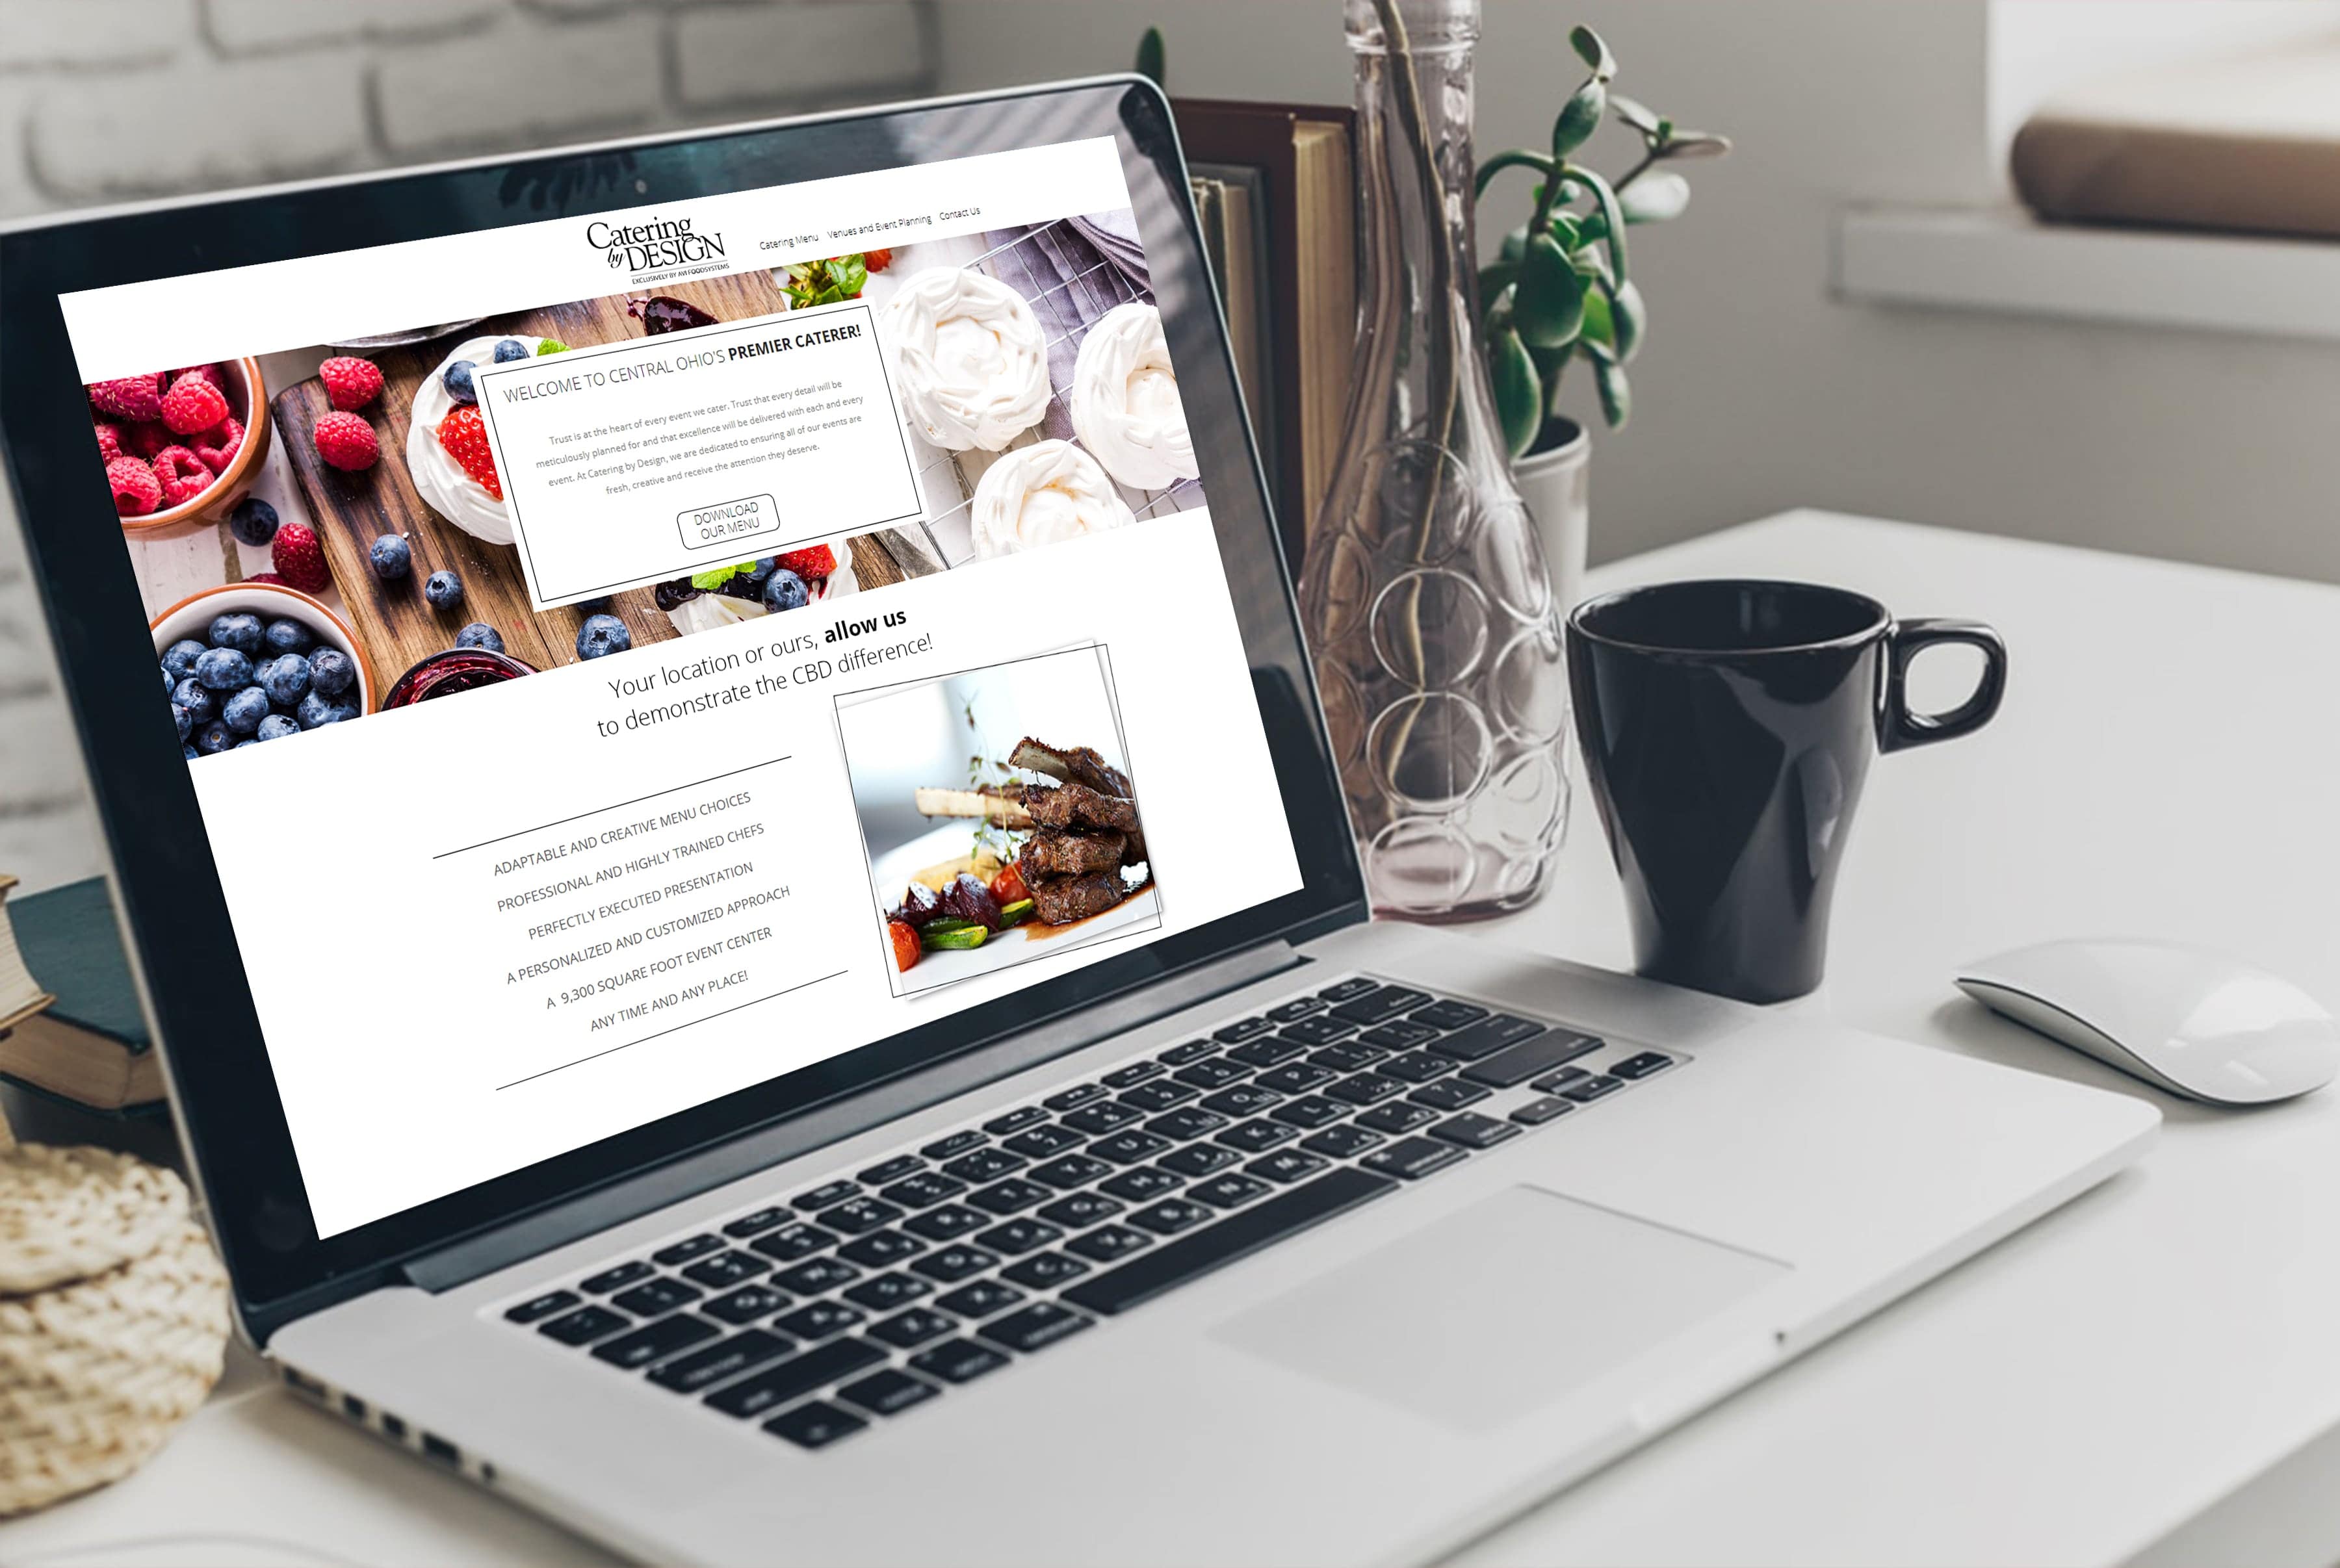 Catering
by DESIGN
EXCLUSIVELY BY AVI FOODSYSTEMS
Catering Menu Venues and Event Planning Contact Us
WELCOME TO CENTRAL OHIO'S PREMIER CATERER!
Trust is at the heart of every event we cater. Trust that every detail will be
meticulously planned for and that excellence will be delivered with each and every
event. At Catering by Design, we are dedicated to ensuring all of our events are
fresh, creative and receive the attention they deserve.
DOWNLOAD
OUR MENU
Your location or ours, allow us
to demonstrate the CBD difference!
ADAPTABLE AND CREATIVE MENU CHOICES
PROFESSIONAL AND HIGHLY TRAINED CHEFS
PERFECTLY EXECUTED PRESENTATION
A PERSONALIZED AND CUSTOMIZED APPROACH
A 9,300 SQUARE FOOT EVENT CENTER
ANY TIME AND ANY PLACE!